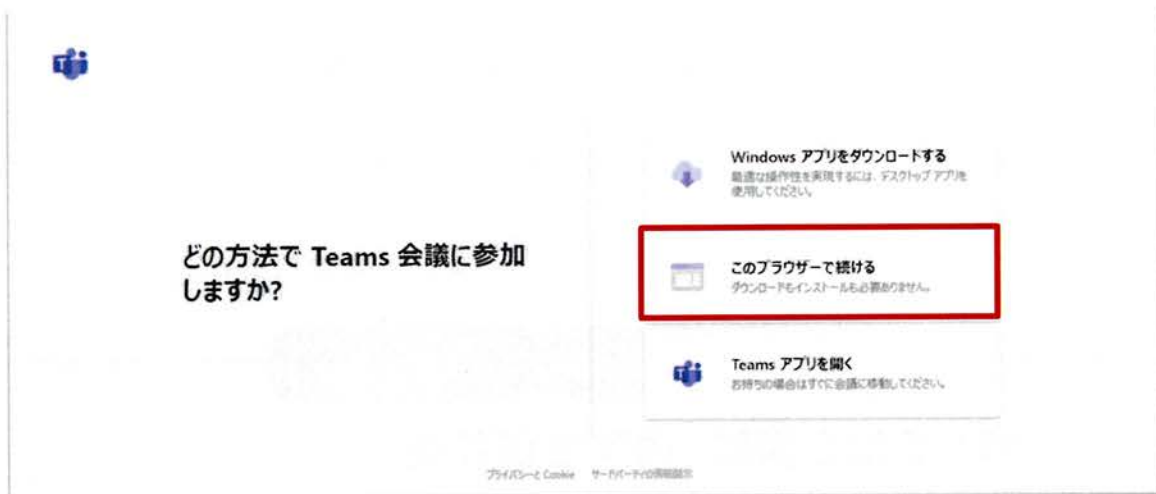 どの方法で Teams 会議に参加
しますか?
Windows アプリをダウンロードする
最適な操作性を実現するには、デスクトップ アプリを
使用してください。
このブラウザーで続ける
ダウンロードもインストールも必要ありません。
Teams アプリを開く
お持ちの場合はすぐに会議に移動してください。
プライバシーと Cookie サードパーティの情報開示